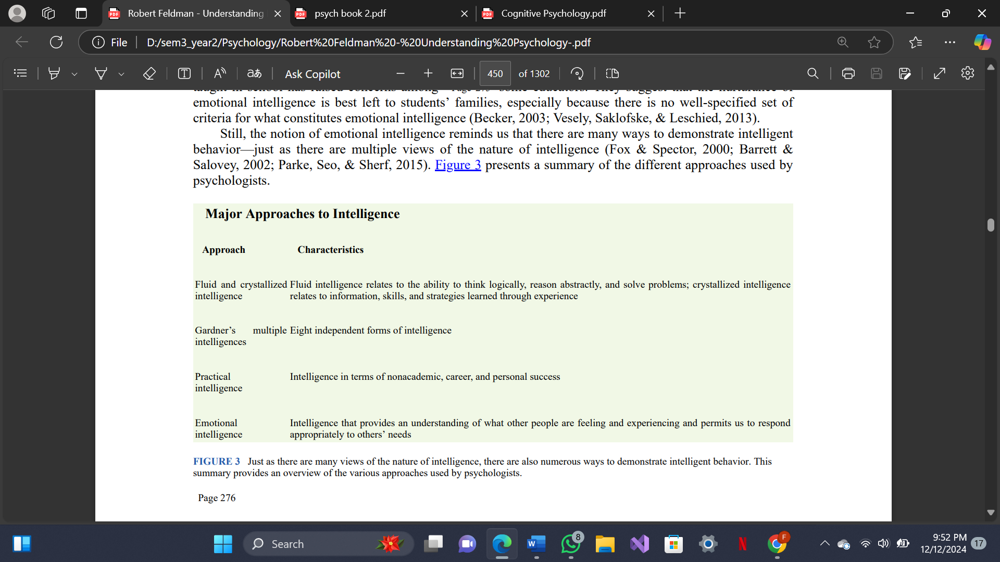 Robert Feldman - Understanding
psych book 2.pdf
Cognitive Psychology.pdf
File
D:/sem3_year2/Psychology/Robert%20Feldman%20-%20Understanding%20Psychology-.pdf
Ask Copilot
450 of 1302
emotional intelligence is best left to students’ families, especially because there is no well-specified set of
criteria for what constitutes emotional intelligence (Becker, 2003; Vesely, Saklofske, & Leschied, 2013).
Still, the notion of emotional intelligence reminds us that there are many ways to demonstrate intelligent
behavior—just as there are multiple views of the nature of intelligence (Fox & Spector, 2000; Barrett &
Salovey, 2002; Parke, Seo, & Sherf, 2015). Figure 3 presents a summary of the different approaches used by
psychologists.
Major Approaches to Intelligence
Approach Characteristics
Fluid and crystallized Fluid intelligence relates to the ability to think logically, reason abstractly, and solve problems; crystallized intelligence
intelligence relates to information, skills, and strategies learned through experience
Gardner’s multiple Eight independent forms of intelligence
intelligences
Practical Intelligence in terms of nonacademic, career, and personal success
intelligence
Emotional Intelligence that provides an understanding of what other people are feeling and experiencing and permits us to respond
intelligence appropriately to others’ needs
FIGURE 3 Just as there are many views of the nature of intelligence, there are also numerous ways to demonstrate intelligent behavior. This
summary provides an overview of the various approaches used by psychologists.
Page 276
Search
8
F
9:52 PM
12/12/2024
17